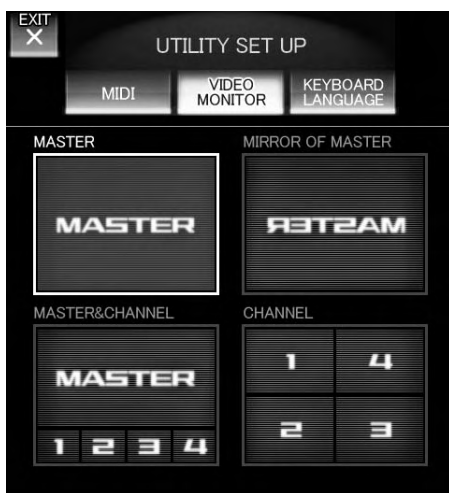 EXIT
×
UTILITY SET UP
MIDI
VIDEO
MONITOR
KEYBOARD
LANGUAGE
MASTER
MIRROR OF MASTER
MASTER
MASTER
MASTER&CHANNEL
CHANNEL
MASTER
1 2 3 4
1 4
2 3